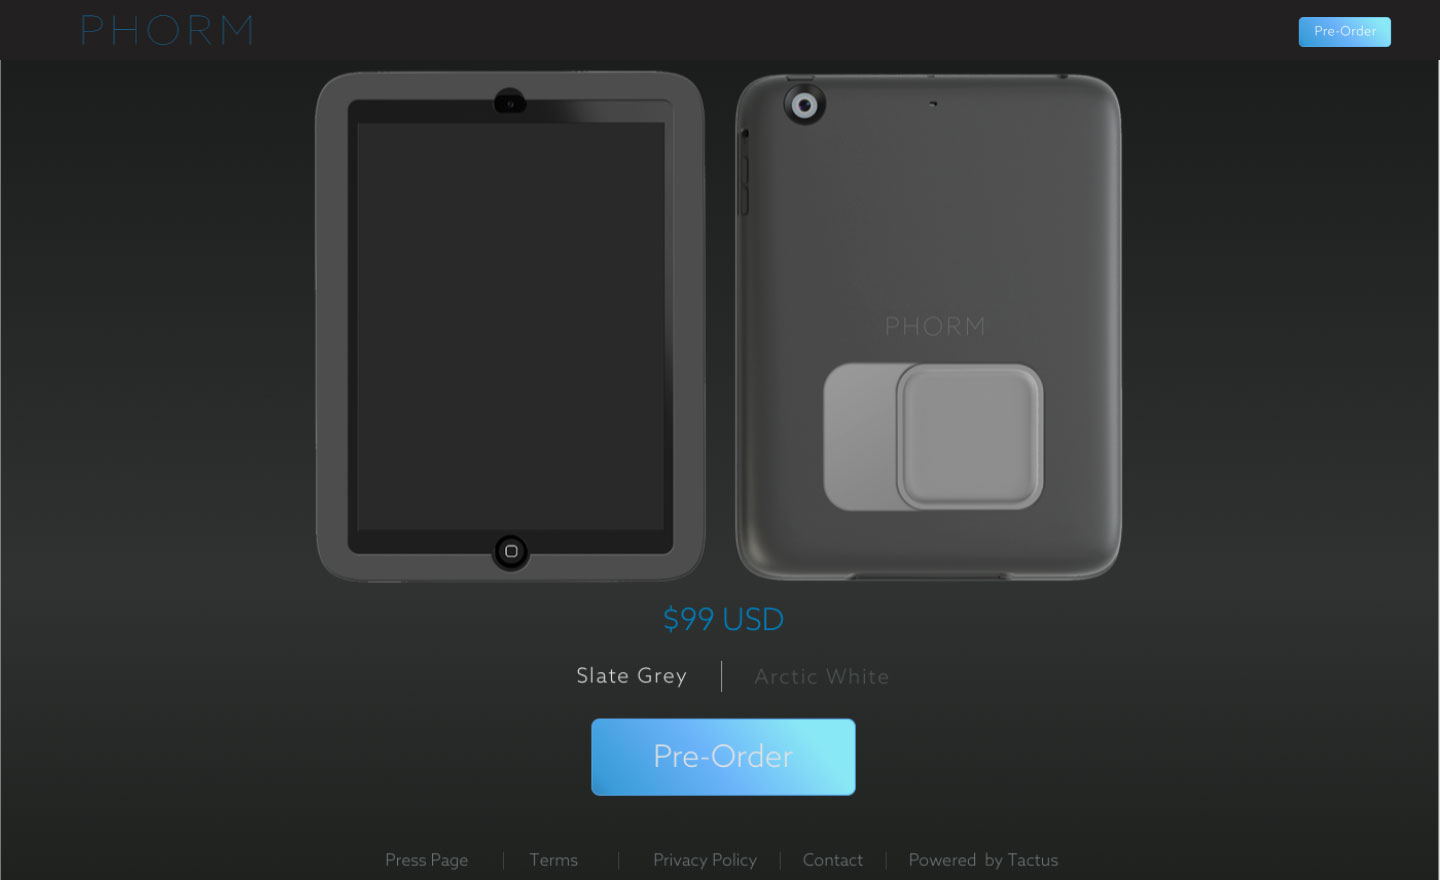 PHORM
Pre-Order
PHORM
$99 USD
Slate Grey | Arctic White
Pre-Order
Press Page | Terms | Privacy Policy | Contact | Powered by Tactus